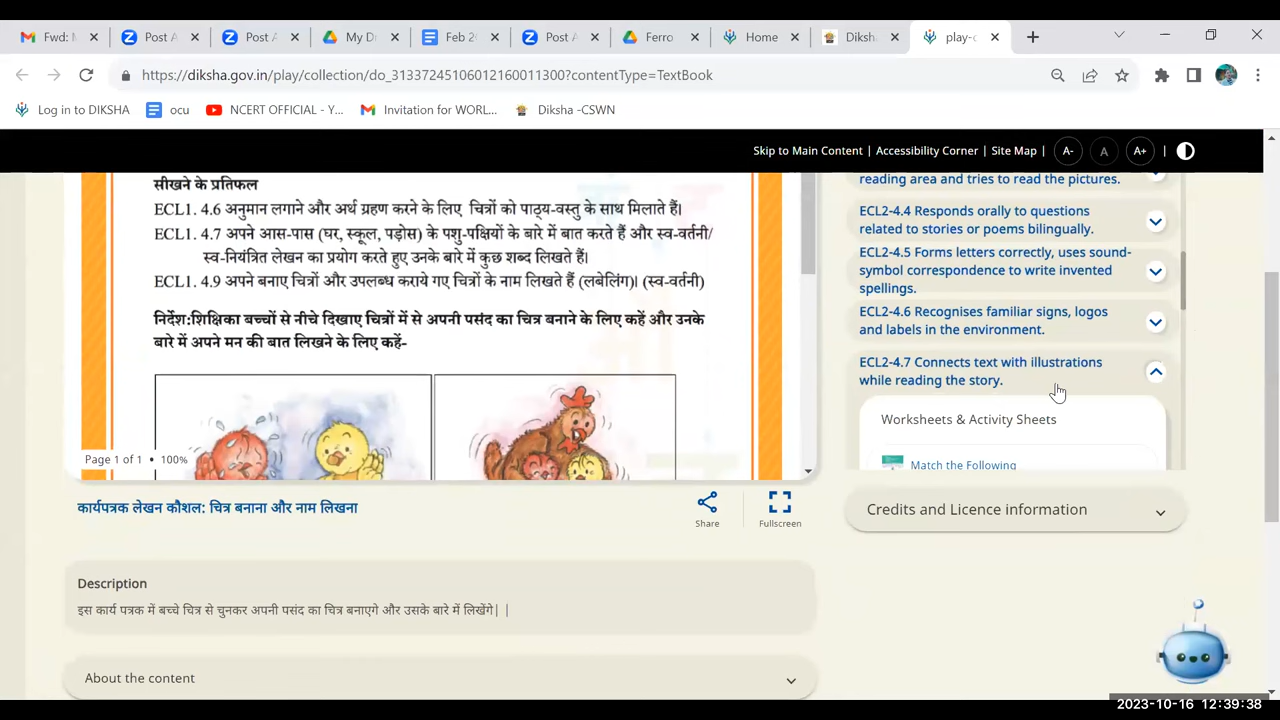 Fwd: M
Post A
Post A
My D
Feb 2
Post A
Ferro
Home
Diksh
play-c
https://diksha.gov.in/play/collection/do_31337245106012160011300?contentType=TextBook
Log in to DIKSHA
ocu
NCERT OFFICIAL - Y...
Invitation for WORL...
Diksha -CSWN
Skip to Main Content | Accessibility Corner | Site Map | A- A A+ |
सीखने के प्रतिफल
ECL1. 4.6 अनुमान लगाने और अर्थ ग्रहण करने के लिए चित्रों को पाठ्य-वस्तु के साथ मिलाते हैं।
ECL1. 4.7 अपने आस-पास (घर, स्कूल, पड़ोस) के पशु-पक्षियों के बारे में बात करते हैं और स्व-वर्तनी/
स्व-नियंत्रित लेखन का प्रयोग करते हुए उनके बारे में कुछ शब्द लिखते हैं।
ECL1. 4.9 अपने बनाए चित्रों और उपलब्ध कराये गए चित्रों के नाम लिखते हैं (लबेलिंग)। (स्व-वर्तनी)
निर्देश:शिक्षिका बच्चों से नीचे दिखाए चित्रों में से अपनी पसंद का चित्र बनाने के लिए कहें और उनके
बारे में अपने मन की बात लिखने के लिए कहें-
Page 1 of 1 • 100%
कार्यपत्रक लेखन कौशल: चित्र बनाना और नाम लिखना
Share
Fullscreen
Description
इस कार्य पत्रक में बच्चे चित्र से चुनकर अपनी पसंद का चित्र बनाएगे और उसके बारे में लिखेंगे| |
About the content
reading area and tries to read the pictures.
ECL2-4.4 Responds orally to questions
related to stories or poems bilingually.
ECL2-4.5 Forms letters correctly, uses sound-
symbol correspondence to write invented
spellings.
ECL2-4.6 Recognises familiar signs, logos
and labels in the environment.
ECL2-4.7 Connects text with illustrations
while reading the story.
Worksheets & Activity Sheets
Match the Following
Credits and Licence information
2023-10-16 12:39:38